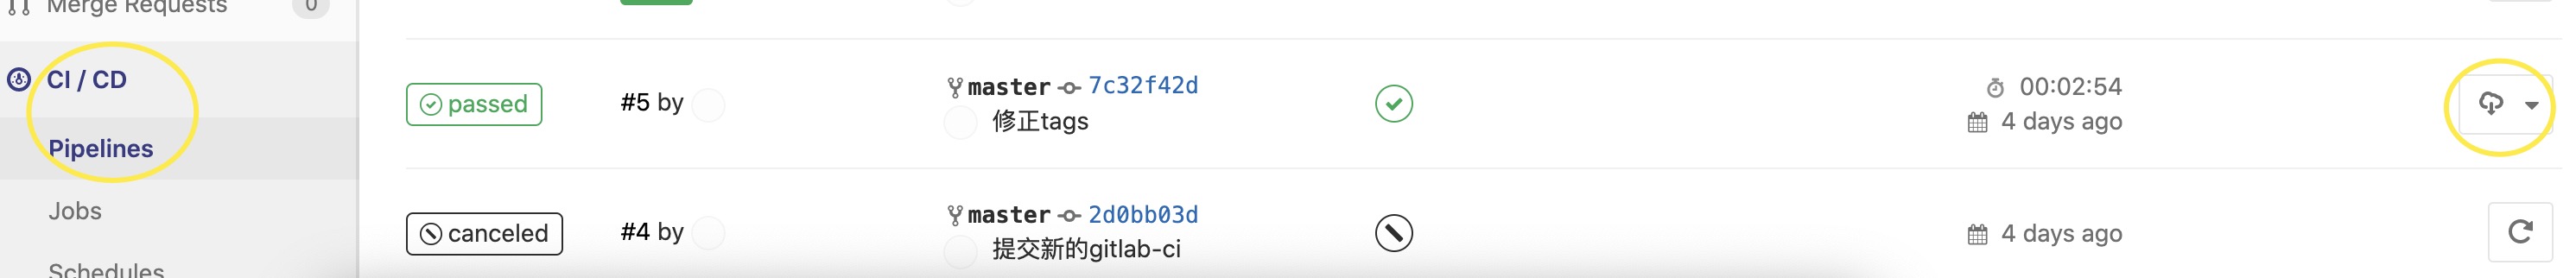 Merge Requests 0
CI / CD
Pipelines
Jobs
Schedules
passed #5 by master 7c32f42d 00:02:54
修正tags 4 days ago
canceled #4 by master 2d0bb03d 4 days ago
提交新的gitlab-ci